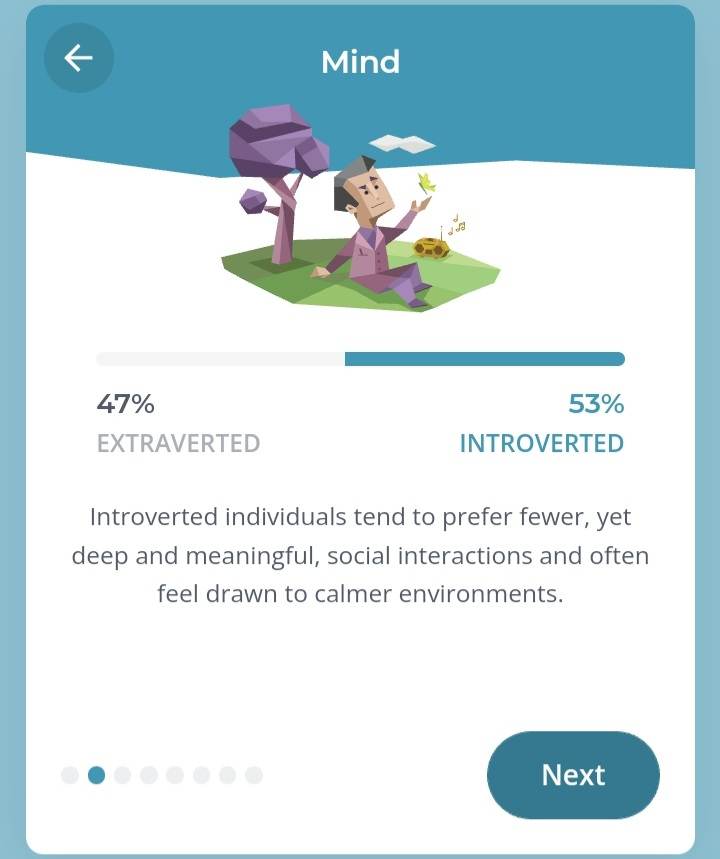 Mind
47%
53%
EXTRAVERTED
INTROVERTED
Introverted individuals tend to prefer fewer, yet
deep and meaningful, social interactions and often
feel drawn to calmer environments.
Next